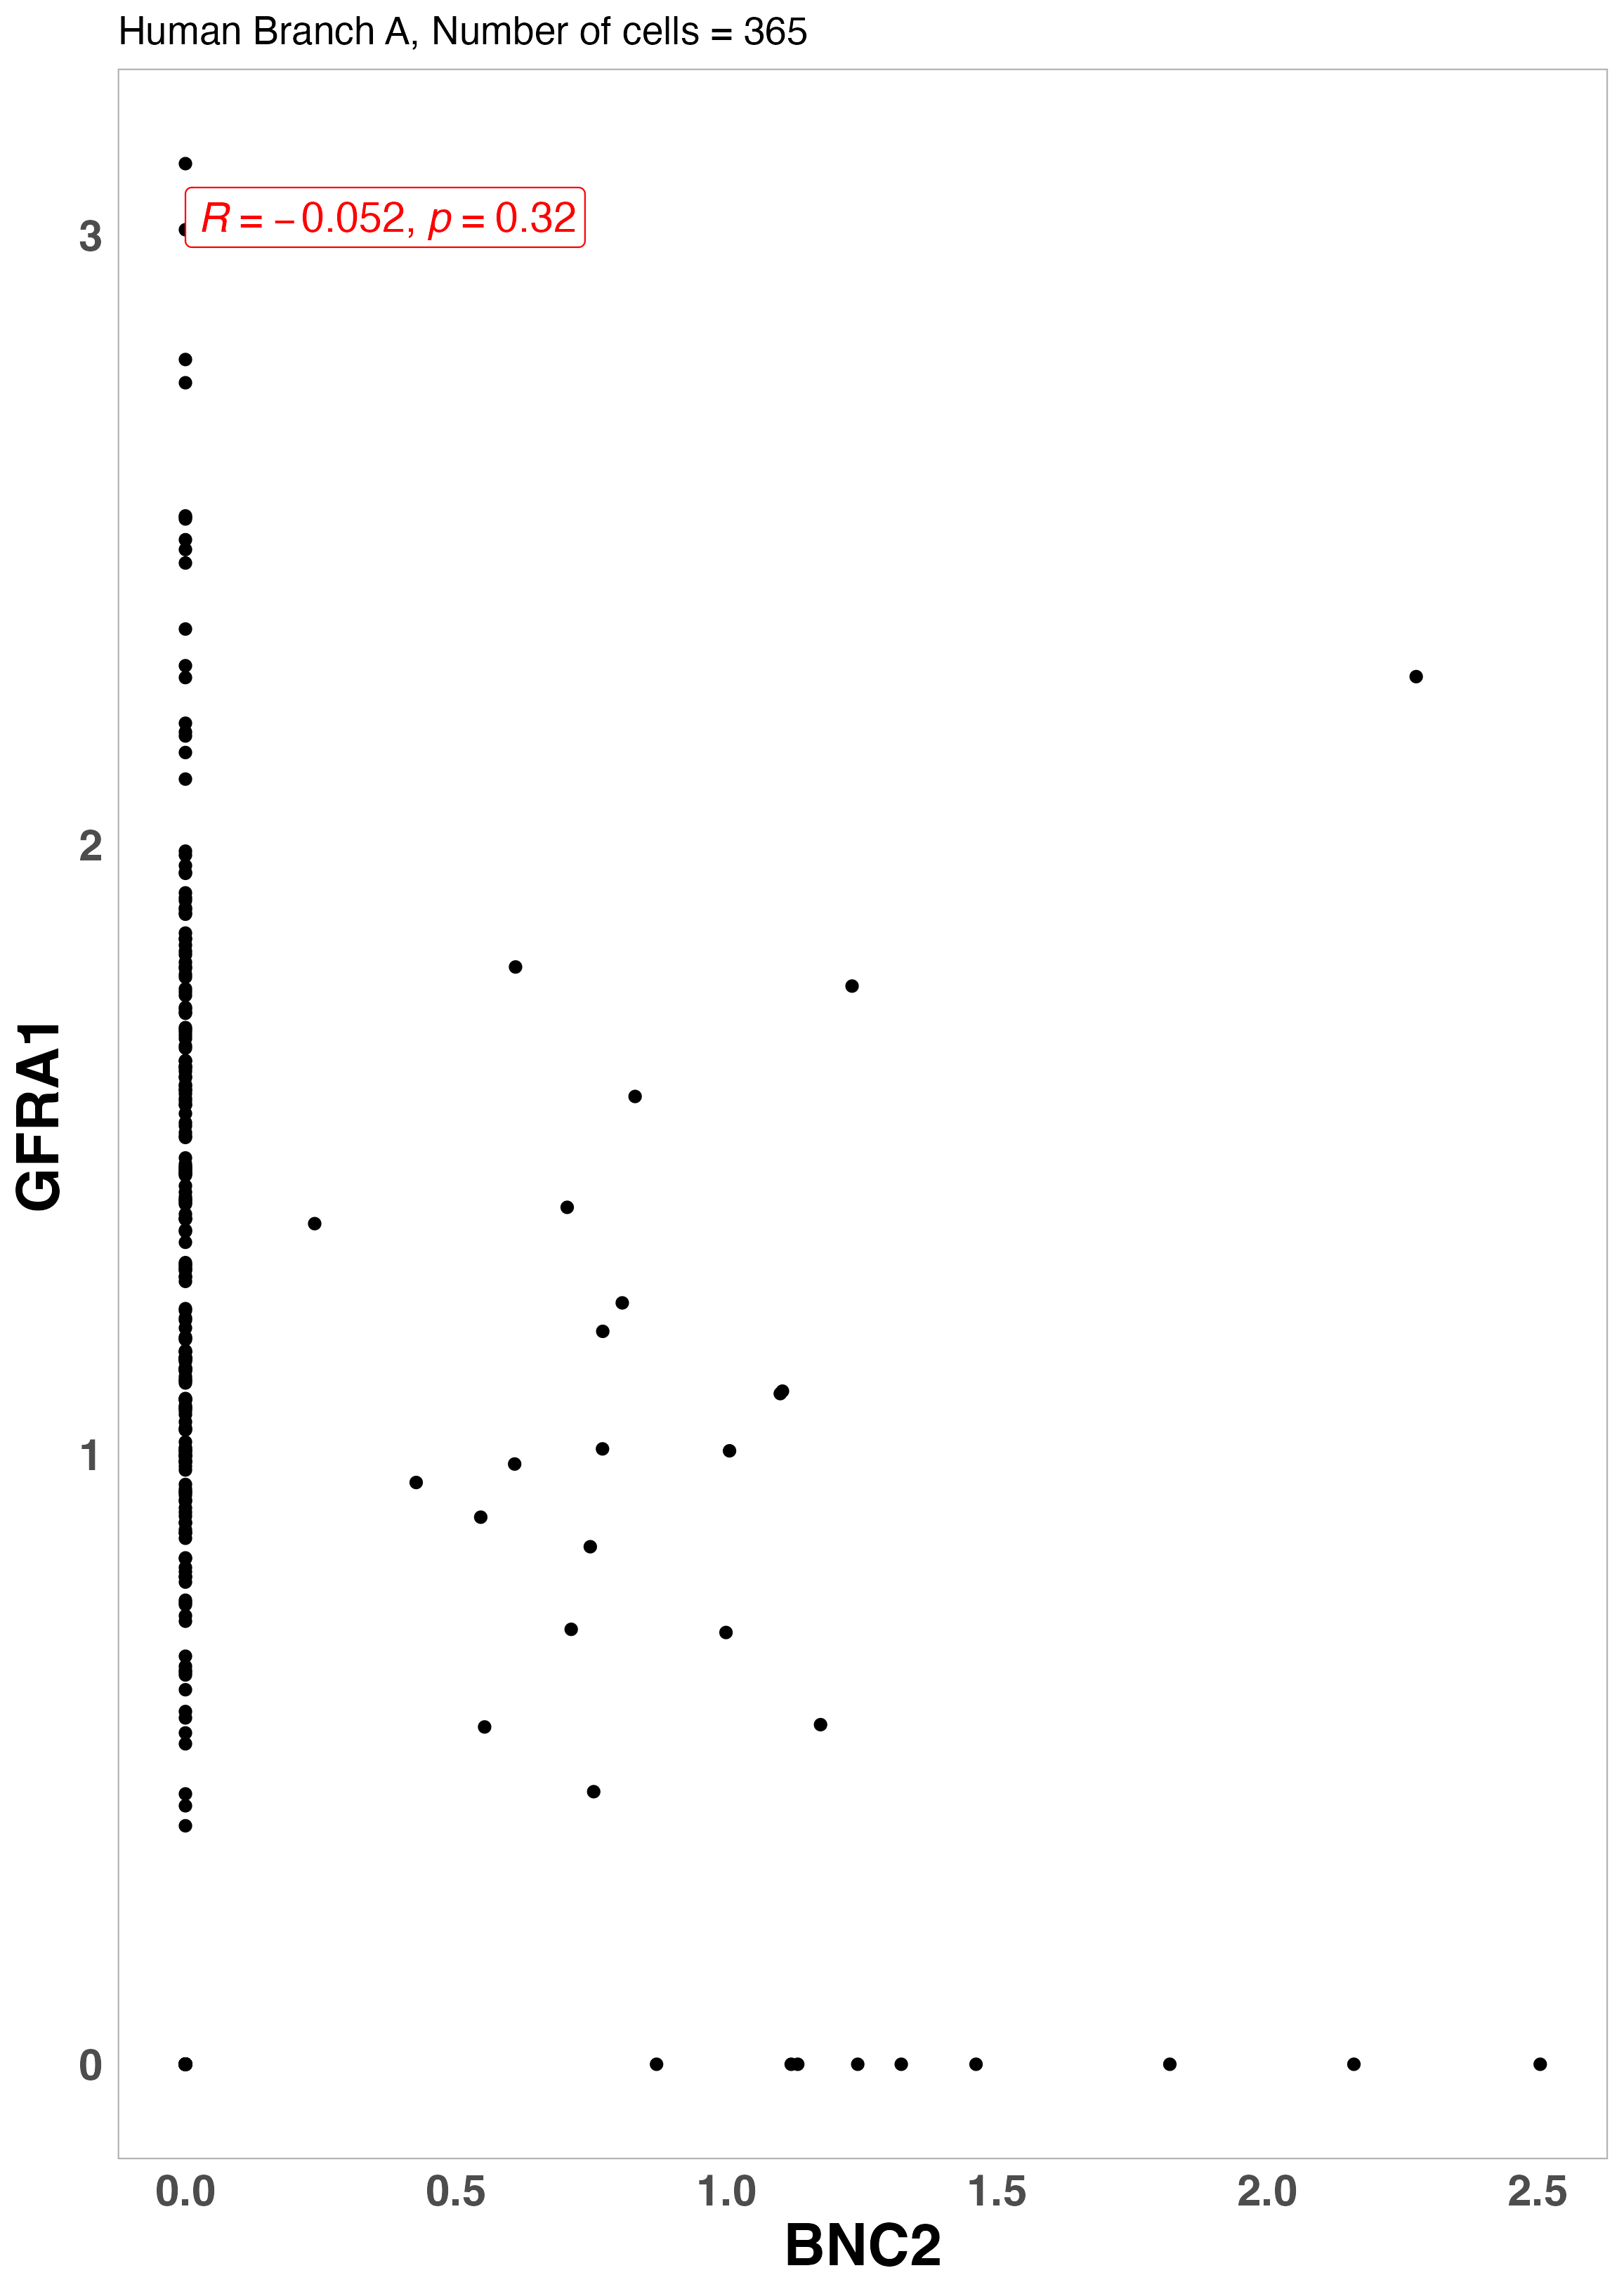 Human Branch A, Number of cells = 365
R = −0.052, p = 0.32
3
2
1
0
GFRA1
0.0 0.5 1.0 1.5 2.0 2.5
BNC2